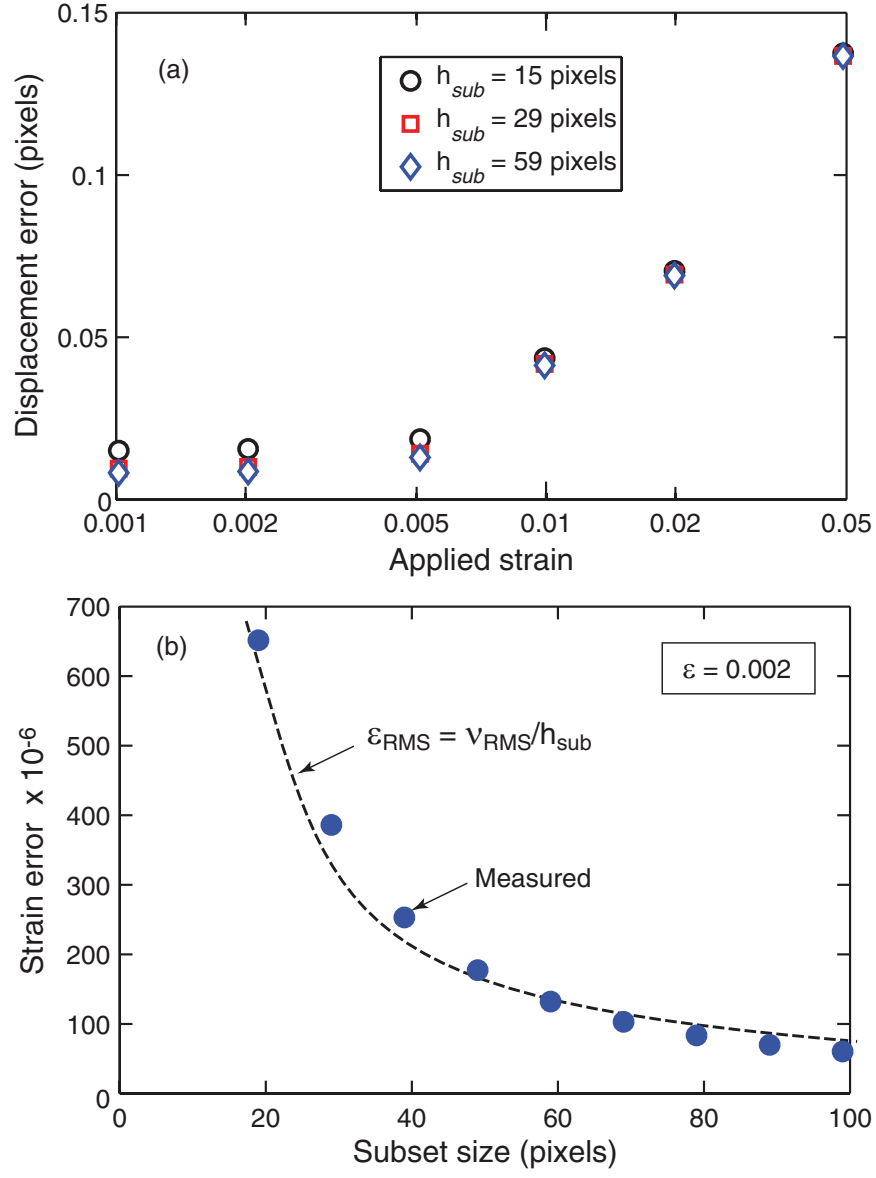 (a)
h_sub = 15 pixels
h_sub = 29 pixels
h_sub = 59 pixels
Displacement error (pixels)
0.15
0.1
0.05
0
0.001 0.002 0.005 0.01 0.02 0.05
Applied strain
(b)
ε = 0.002
ε_RMS = ν_RMS/h_sub
Measured
Strain error x 10^-6
700
600
500
400
300
200
100
0
0 20 40 60 80 100
Subset size (pixels)